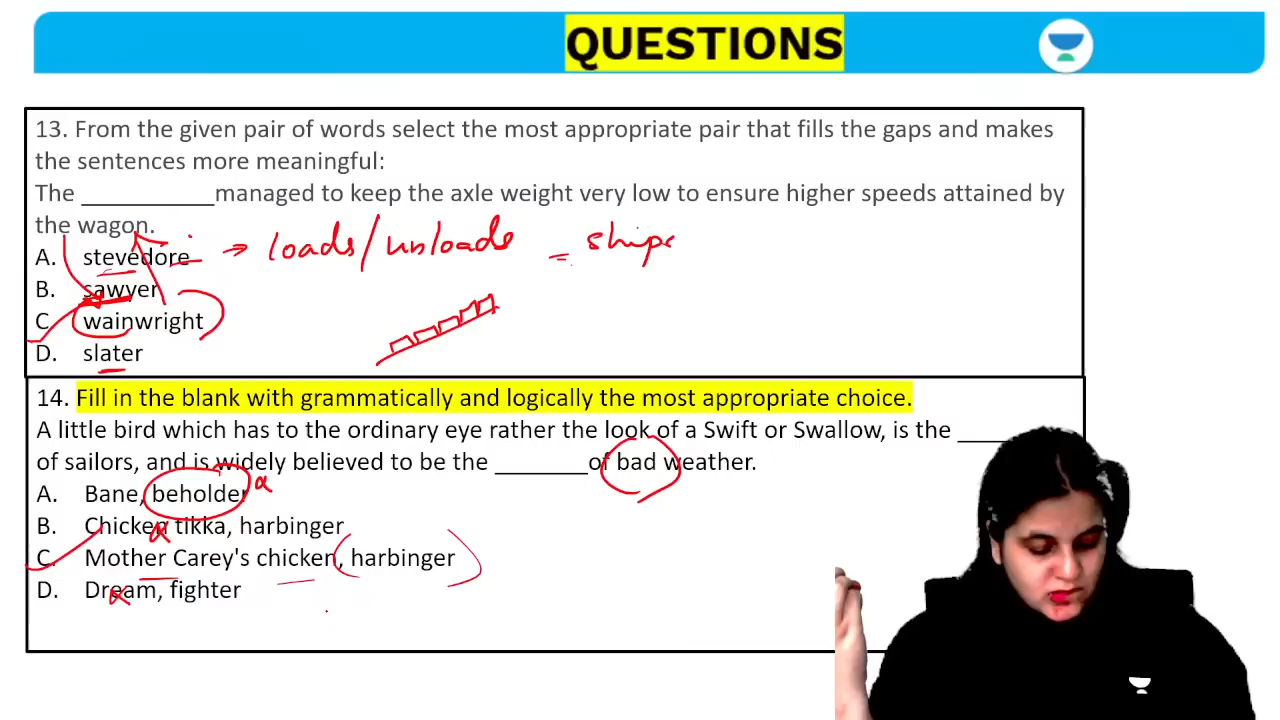 QUESTIONS
13. From the given pair of words select the most appropriate pair that fills the gaps and makes
the sentences more meaningful:
The __________managed to keep the axle weight very low to ensure higher speeds attained by
the wagon.
A. stevedore → loads/unloads = ships
B. sawyer
C. wainwright
D. slater
14. Fill in the blank with grammatically and logically the most appropriate choice.
A little bird which has to the ordinary eye rather the look of a Swift or Swallow, is the ____
of sailors, and is widely believed to be the _______of bad weather.
A. Bane, beholder
B. Chicken tikka, harbinger
C. Mother Carey's chicken, harbinger
D. Dream, fighter